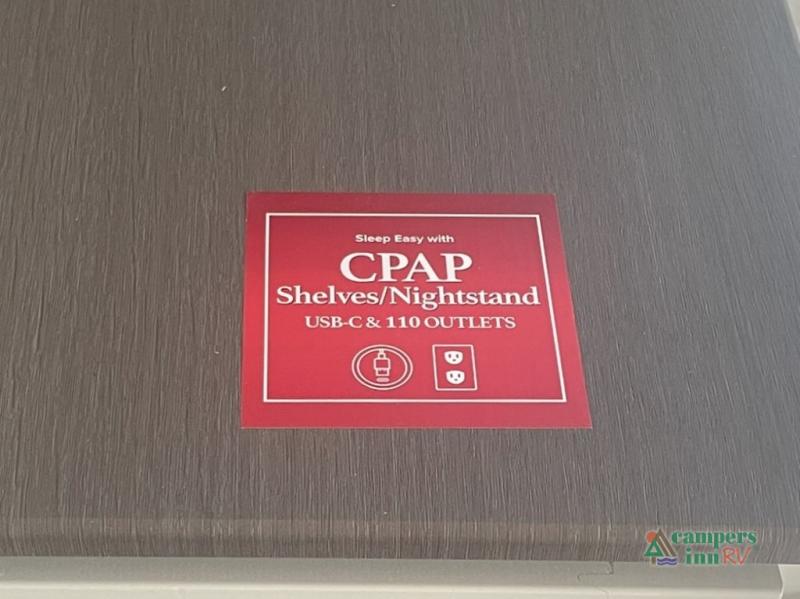 Sleep Easy with
CPAP
Shelves/Nightstand
USB-C & 110 OUTLETS
campers
inn RV